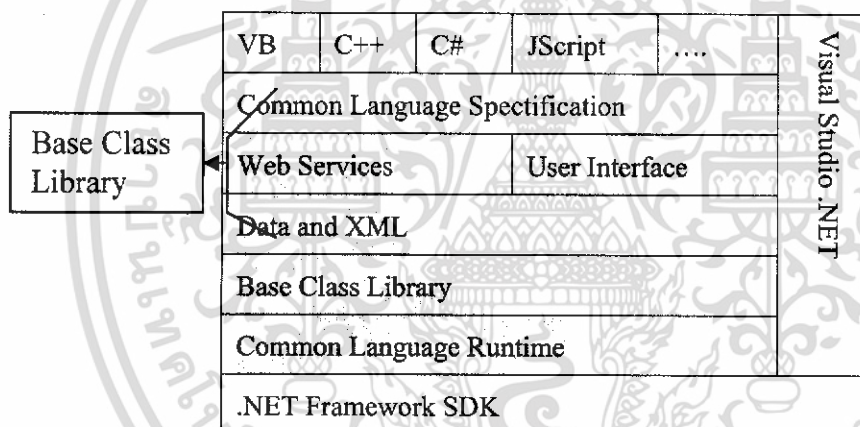 VB C++ C# JScript ....
Common Language Spectification
Base Class
Library
Web Services User Interface
Data and XML
Base Class Library
Common Language Runtime
.NET Framework SDK
Visual Studio .NET